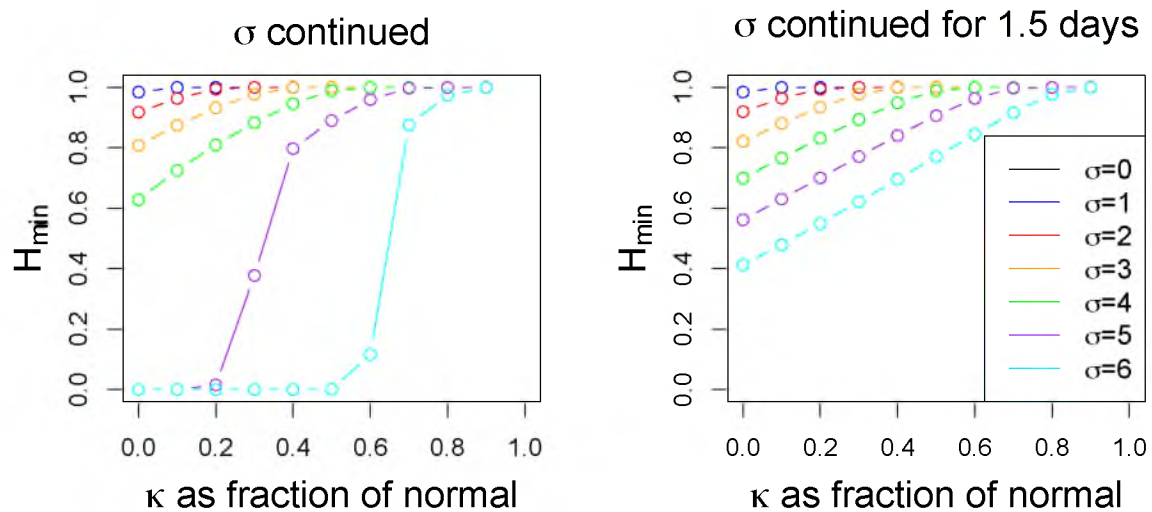 σ continued
σ continued for 1.5 days
H_min
1.0
0.8
0.6
0.4
0.2
0.0
0.0 0.2 0.4 0.6 0.8 1.0
κ as fraction of normal
H_min
1.0
0.8
0.6
0.4
0.2
0.0
σ=0
σ=1
σ=2
σ=3
σ=4
σ=5
σ=6
0.0 0.2 0.4 0.6 0.8 1.0
κ as fraction of normal